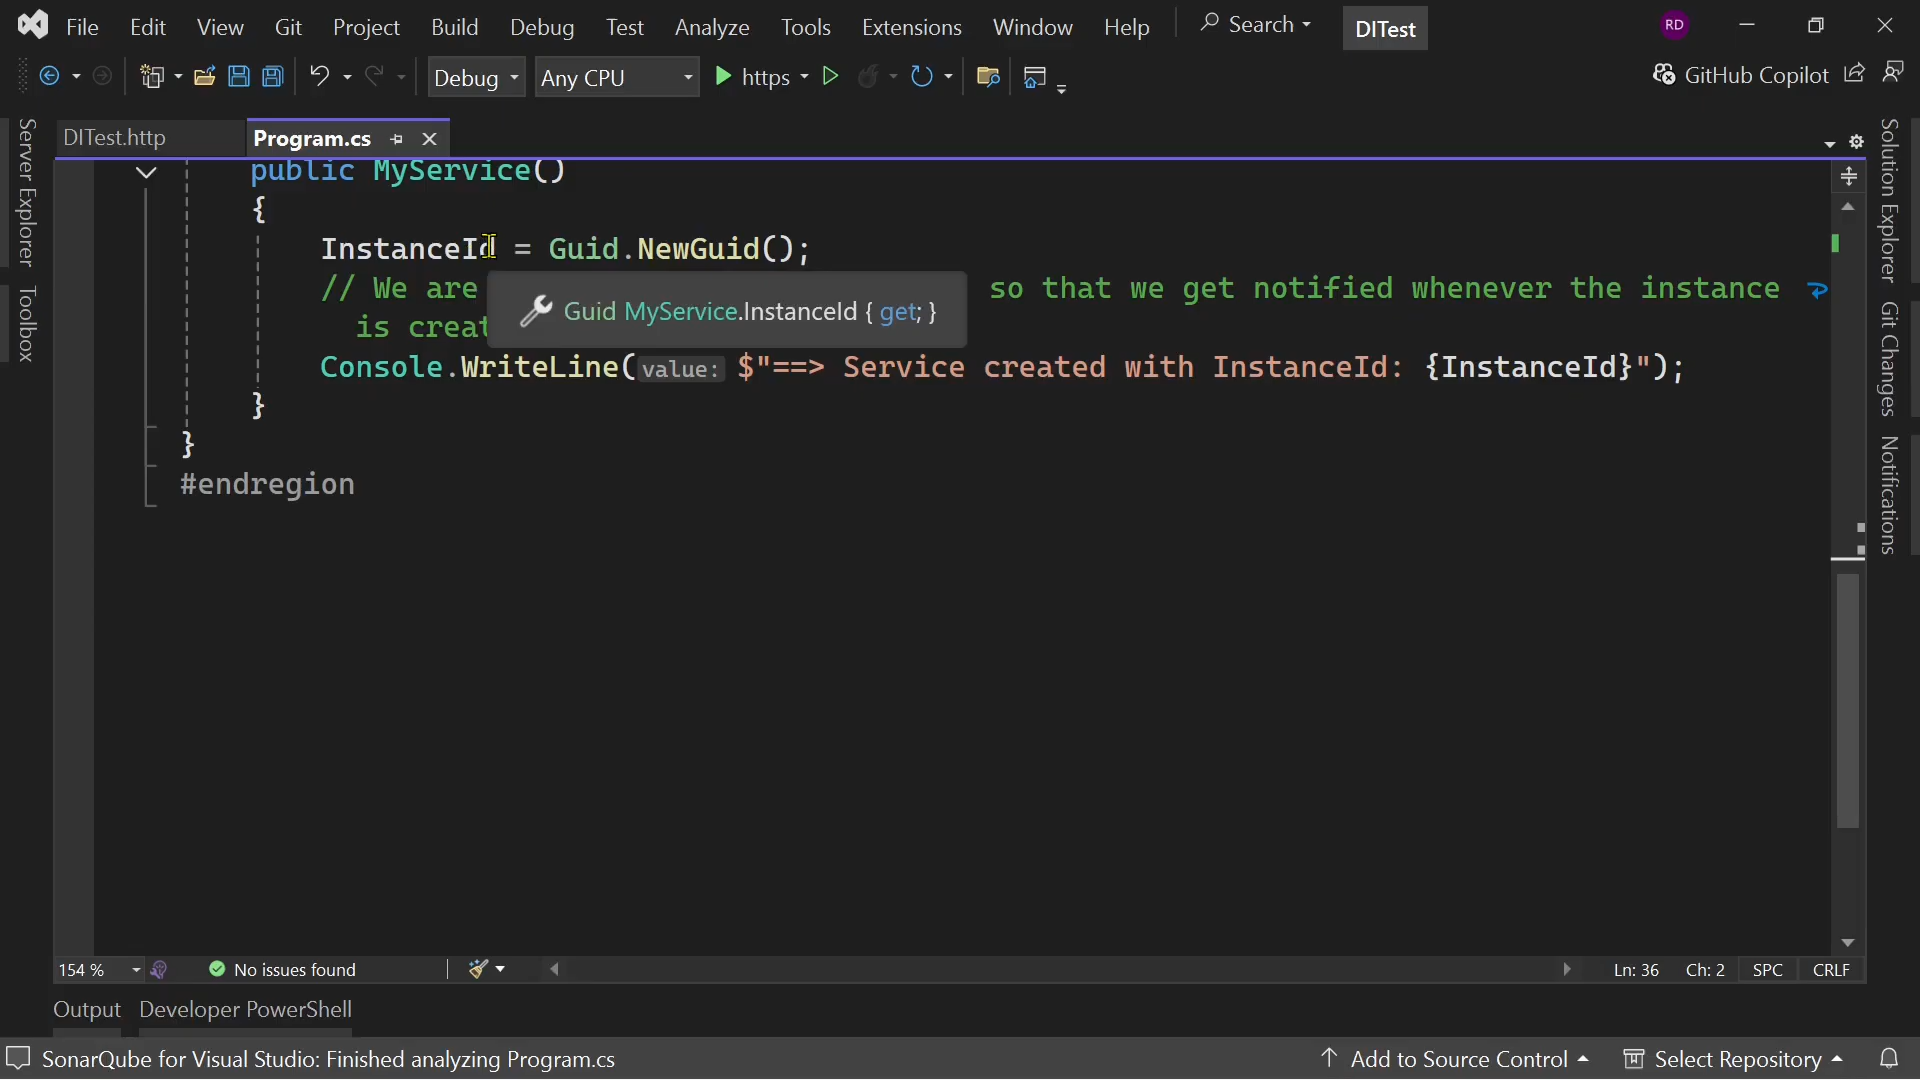 File Edit View Git Project Build Debug Test Analyze Tools Extensions Window Help Search DITest RD
Debug Any CPU https GitHub Copilot
DITest.http Program.cs
Server Explorer
Toolbox
public MyService()
{
InstanceId = Guid.NewGuid();
// We are so that we get notified whenever the instance
is creat
Guid MyService.InstanceId { get; }
Console.WriteLine(value: $"==> Service created with InstanceId: {InstanceId}");
}
}
#endregion
Solution Explorer
Git Changes
Notifications
154 % No issues found Ln: 36 Ch: 2 SPC CRLF
Output Developer PowerShell
SonarQube for Visual Studio: Finished analyzing Program.cs Add to Source Control Select Repository